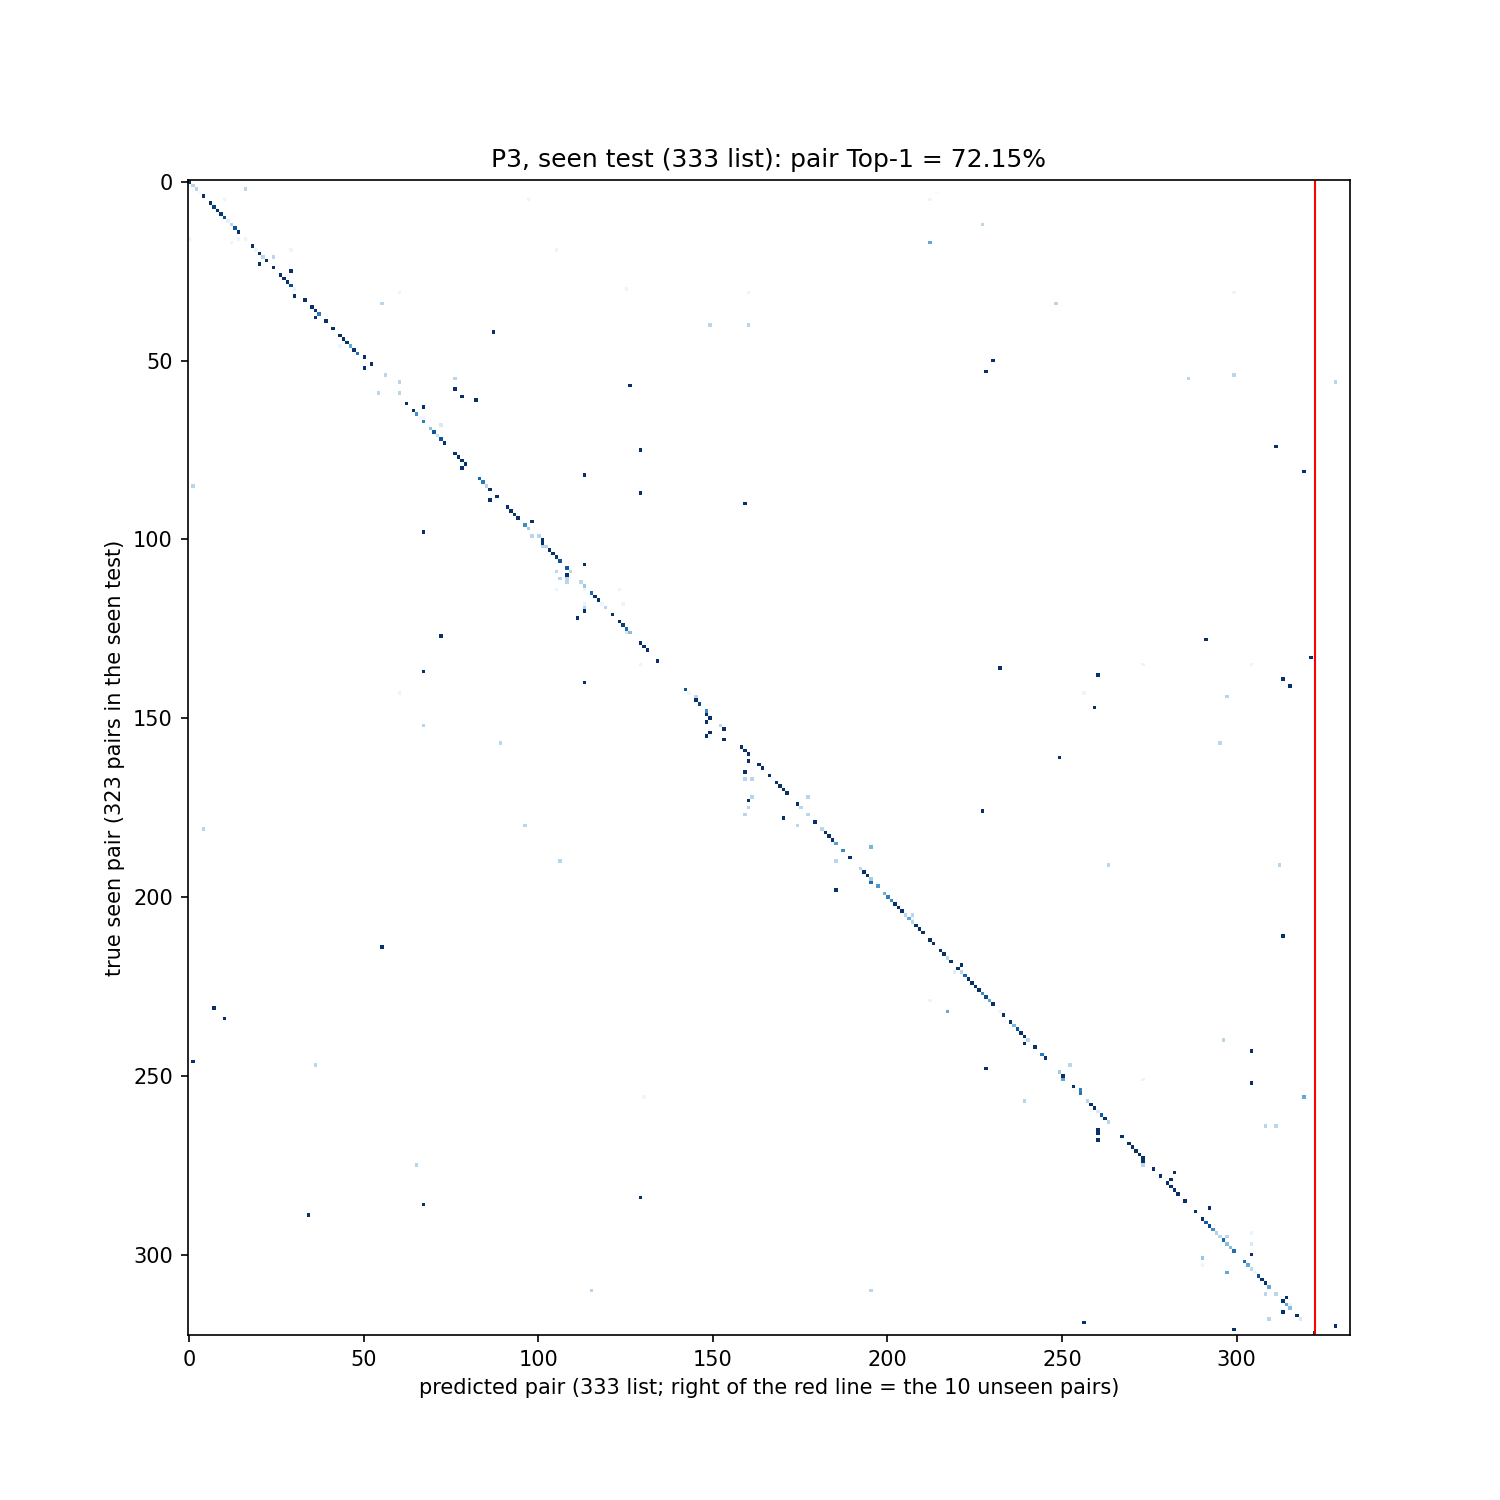 P3, seen test (333 list): pair Top-1 = 72.15%
0
50
100
150
200
250
300
true seen pair (323 pairs in the seen test)
0 50 100 150 200 250 300
predicted pair (333 list; right of the red line = the 10 unseen pairs)